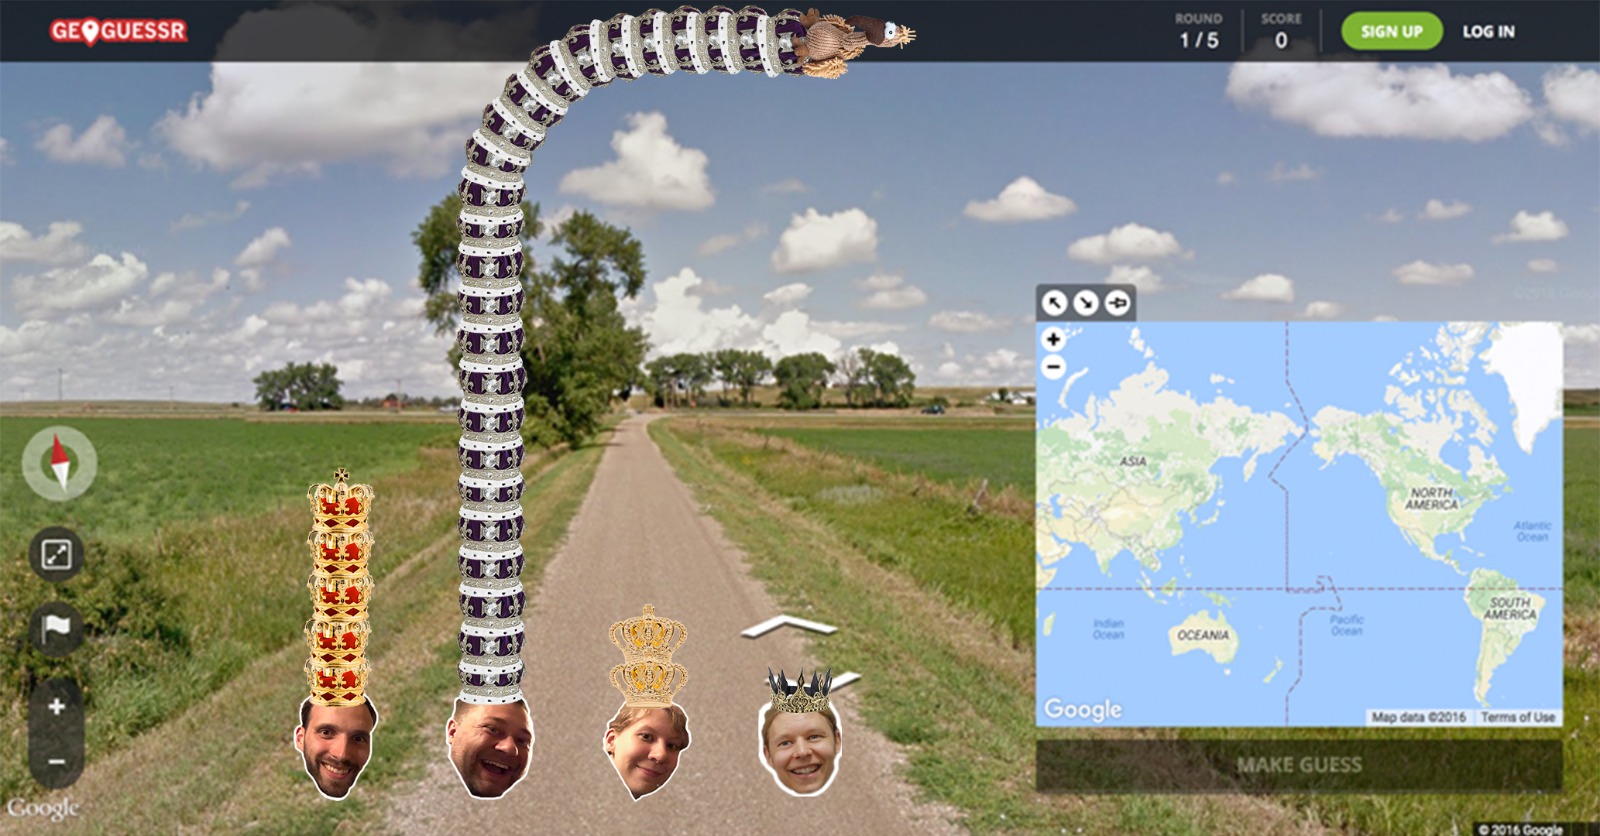 GEOGUESSR
ROUND
1 / 5
SCORE
0
SIGN UP
LOG IN
ASIA
NORTH
AMERICA
Atlantic
Ocean
Indian
Ocean
OCEANIA
Pacific
Ocean
SOUTH
AMERICA
Google
Map data ©2016
Terms of Use
MAKE GUESS
Google
© 2016 Google